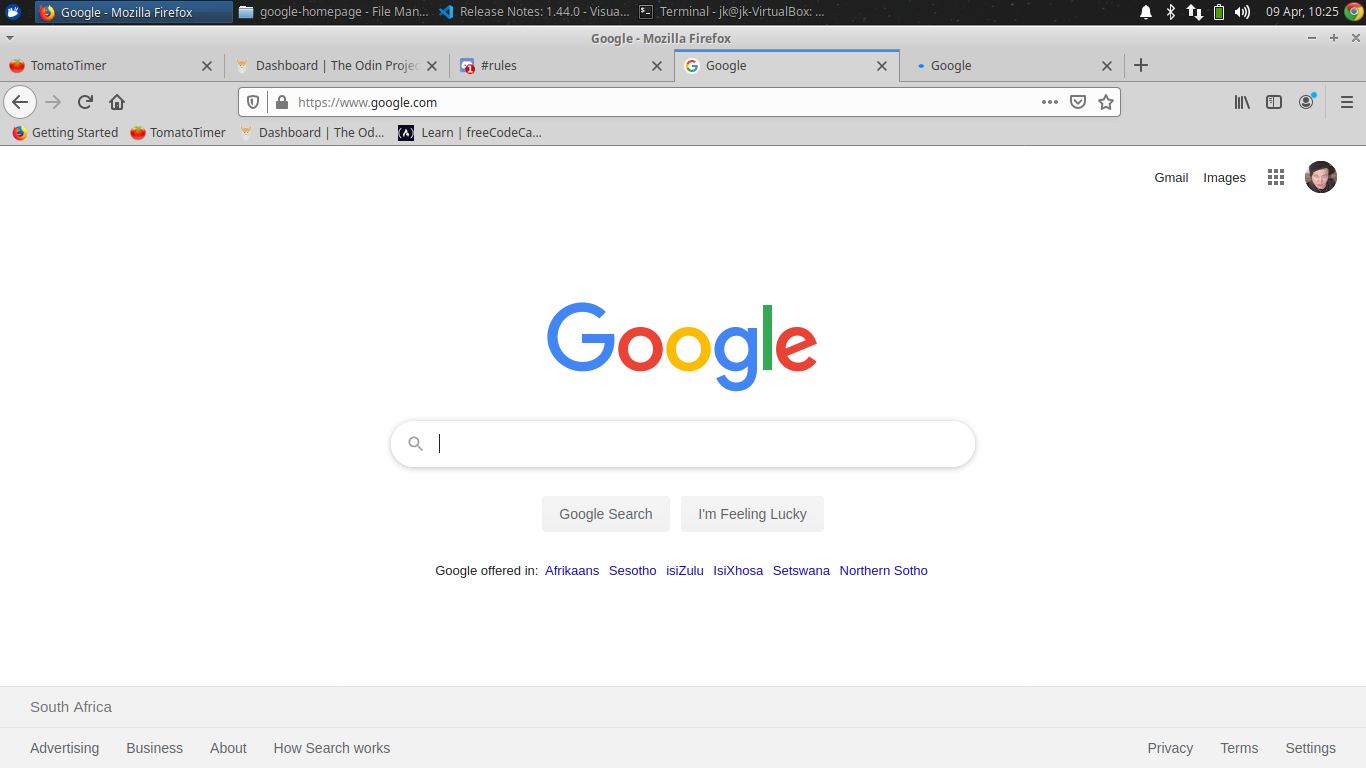 Google - Mozilla Firefox
google-homepage - File Man...
Release Notes: 1.44.0 - Visua...
Terminal - jk@jk-VirtualBox: ...
09 Apr, 10:25
Google - Mozilla Firefox
TomatoTimer
Dashboard | The Odin Projec
1
#rules
Google
Google
https://www.google.com
Getting Started
TomatoTimer
Dashboard | The Od...
Learn | freeCodeCa...
Gmail Images
Google
Google Search
I'm Feeling Lucky
Google offered in: Afrikaans Sesotho isiZulu IsiXhosa Setswana Northern Sotho
South Africa
Advertising Business About How Search works Privacy Terms Settings